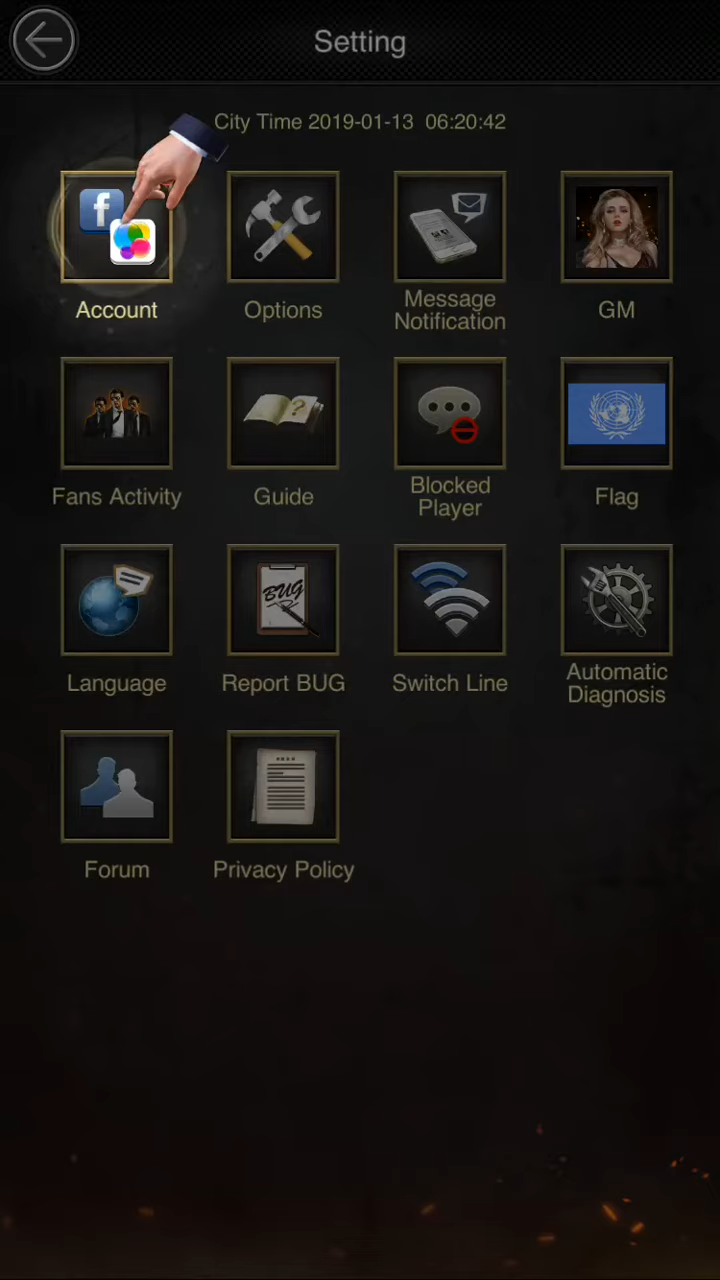 Setting
City Time 2019-01-13 06:20:42
f
Account
Options
Message
Notification
GM
Fans Activity
Guide
?
Blocked
Player
Flag
Language
BUG
Report BUG
Switch Line
Automatic
Diagnosis
Forum
Privacy Policy